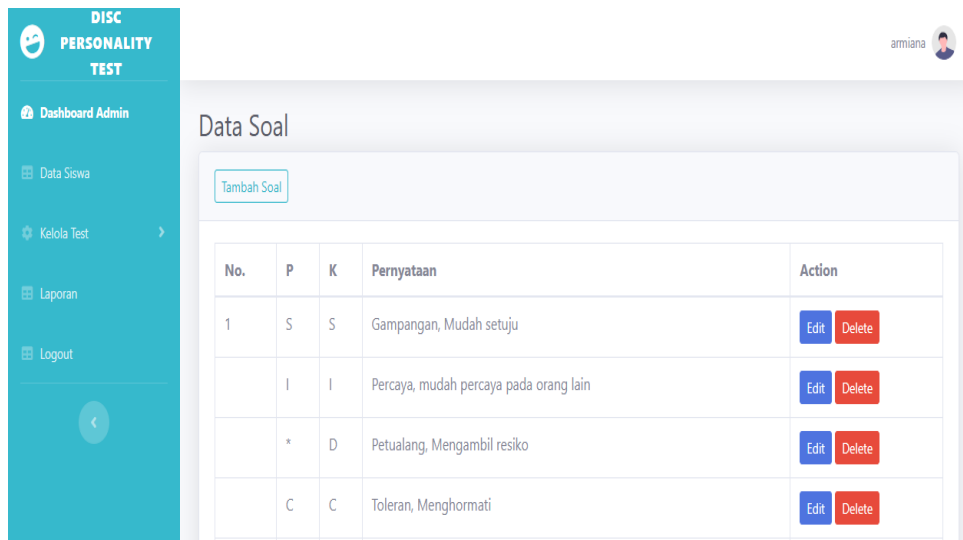 DISC
PERSONALITY
TEST
armiana
Dashboard Admin
Data Siswa
Kelola Test
Laporan
Logout
Data Soal
Tambah Soal
No. P K Pernyataan Action
1 S S Gampangan, Mudah setuju Edit Delete
I I Percaya, mudah percaya pada orang lain Edit Delete
* D Petualang, Mengambil resiko Edit Delete
C C Toleran, Menghormati Edit Delete